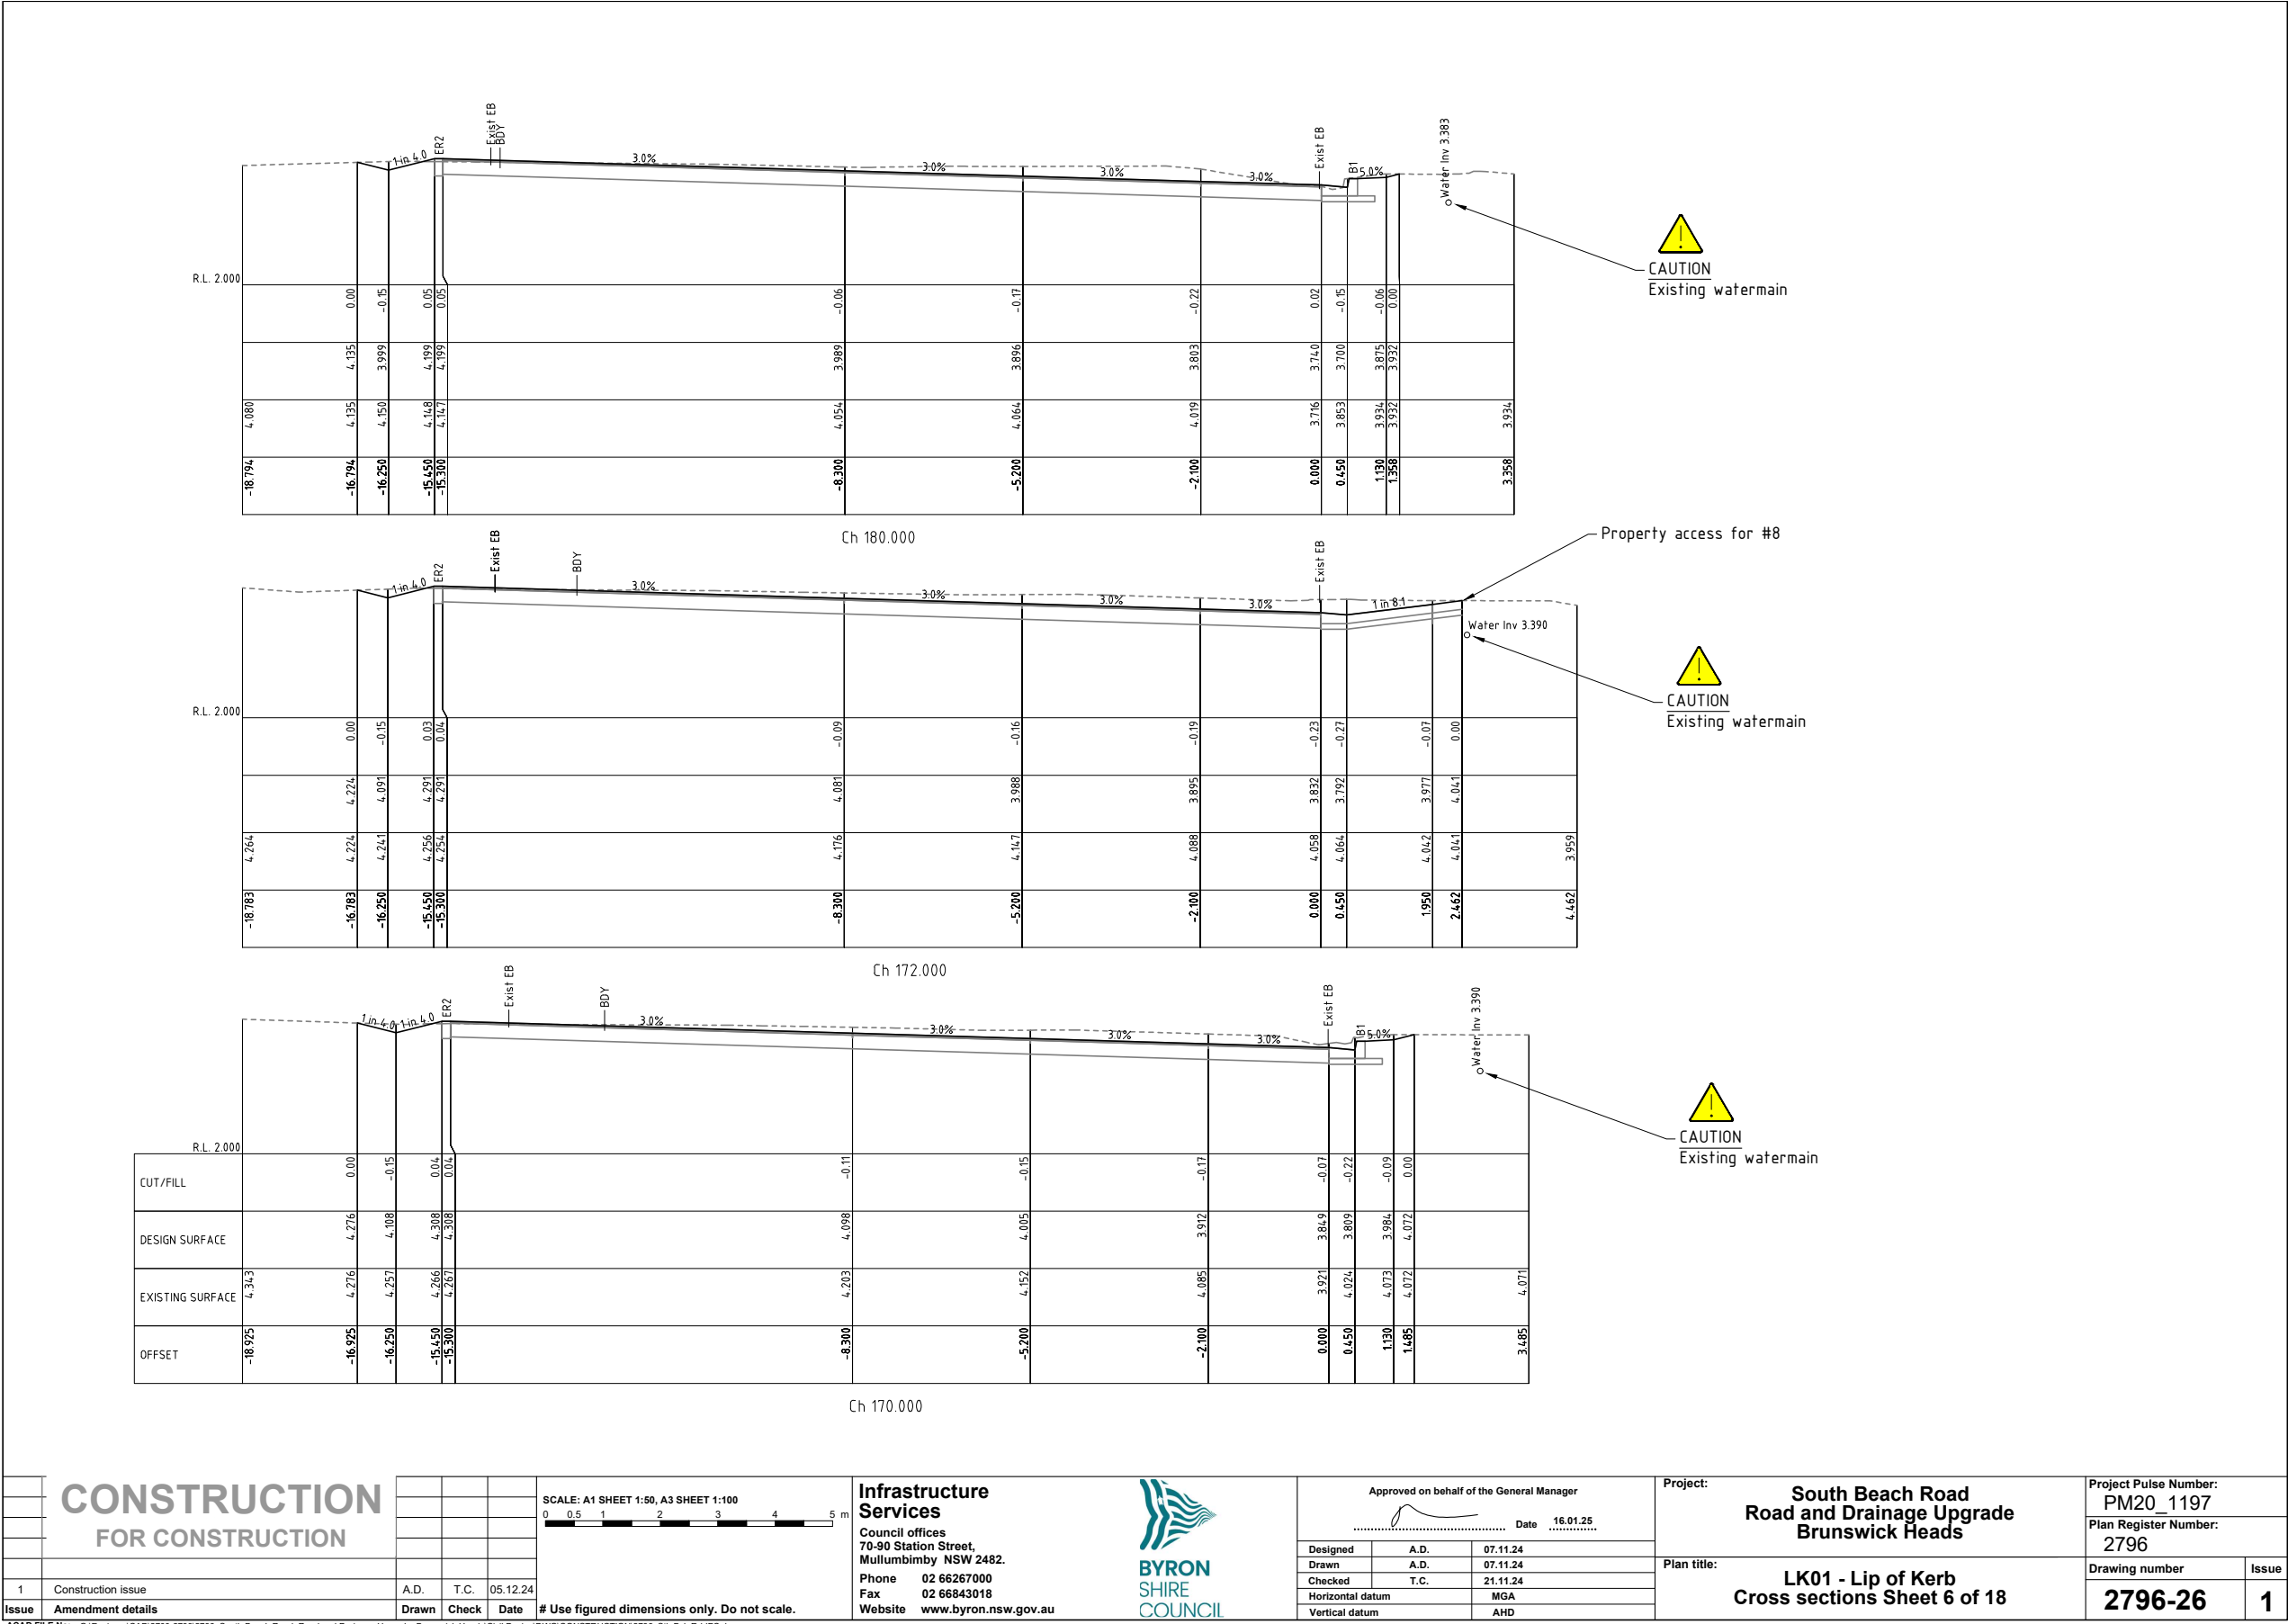 Exist EB
BDY
ER2
1 in 4.0
3.0%
3.0%
3.0%
3.0%
Exist EB
B1
5.0%
Water Inv 3.383
CAUTION
Existing watermain
R.L. 2.000
0.00 -0.15 0.05 0.05 -0.06 -0.17 -0.22 0.02 -0.15 -0.06 0.00
4.135 3.999 4.199 4.199 3.989 3.896 3.803 3.740 3.700 3.875 3.932
4.080 4.135 4.150 4.148 4.147 4.054 4.064 4.019 3.716 3.853 3.934 3.932 3.934
-18.794 -16.794 -16.250 -15.450 -15.300 -8.300 -5.200 -2.100 0.000 0.450 1.130 1.358 3.358
Ch 180.000
Property access for #8
ER2
Exist EB
BDY
1 in 4.0
3.0%
3.0%
3.0%
3.0%
Exist EB
1 in 8.1
Water Inv 3.390
CAUTION
Existing watermain
R.L. 2.000
0.00 -0.15 0.03 0.04 -0.09 -0.16 -0.19 -0.23 -0.27 -0.07 0.00
4.224 4.091 4.291 4.291 4.081 3.988 3.895 3.832 3.792 3.977 4.041
4.264 4.224 4.241 4.256 4.254 4.176 4.147 4.088 4.058 4.064 4.042 4.041 3.959
-18.783 -16.783 -16.250 -15.450 -15.300 -8.300 -5.200 -2.100 0.000 0.450 1.950 2.462 4.462
Ch 172.000
1 in 4.0
1 in 4.0
ER2
Exist EB
BDY
3.0%
3.0%
3.0%
3.0%
Exist EB
B1
5.0%
Water Inv 3.390
CAUTION
Existing watermain
R.L. 2.000
CUT/FILL 0.00 -0.15 0.04 0.04 -0.11 -0.15 -0.17 -0.07 -0.22 -0.09 0.00
DESIGN SURFACE 4.276 4.108 4.308 4.308 4.098 4.005 3.912 3.849 3.809 3.984 4.072
EXISTING SURFACE 4.343 4.276 4.257 4.266 4.267 4.203 4.152 4.085 3.921 4.024 4.073 4.072 4.071
OFFSET -18.925 -16.925 -16.250 -15.450 -15.300 -8.300 -5.200 -2.100 0.000 0.450 1.130 1.485 3.485
Ch 170.000
CONSTRUCTION
FOR CONSTRUCTION
1 Construction issue A.D. T.C. 05.12.24
Issue Amendment details Drawn Check Date
SCALE: A1 SHEET 1:50, A3 SHEET 1:100
0 0.5 1 2 3 4 5 m
# Use figured dimensions only. Do not scale.
Infrastructure
Services
Council offices
70-90 Station Street,
Mullumbimby NSW 2482.
Phone 02 66267000
Fax 02 66843018
Website www.byron.nsw.gov.au
BYRON
SHIRE
COUNCIL
Approved on behalf of the General Manager
Date 16.01.25
Designed A.D. 07.11.24
Drawn A.D. 07.11.24
Checked T.C. 21.11.24
Horizontal datum MGA
Vertical datum AHD
Project:
South Beach Road
Road and Drainage Upgrade
Brunswick Heads
Plan title:
LK01 - Lip of Kerb
Cross sections Sheet 6 of 18
Project Pulse Number:
PM20_1197
Plan Register Number:
2796
Drawing number Issue
2796-26 1